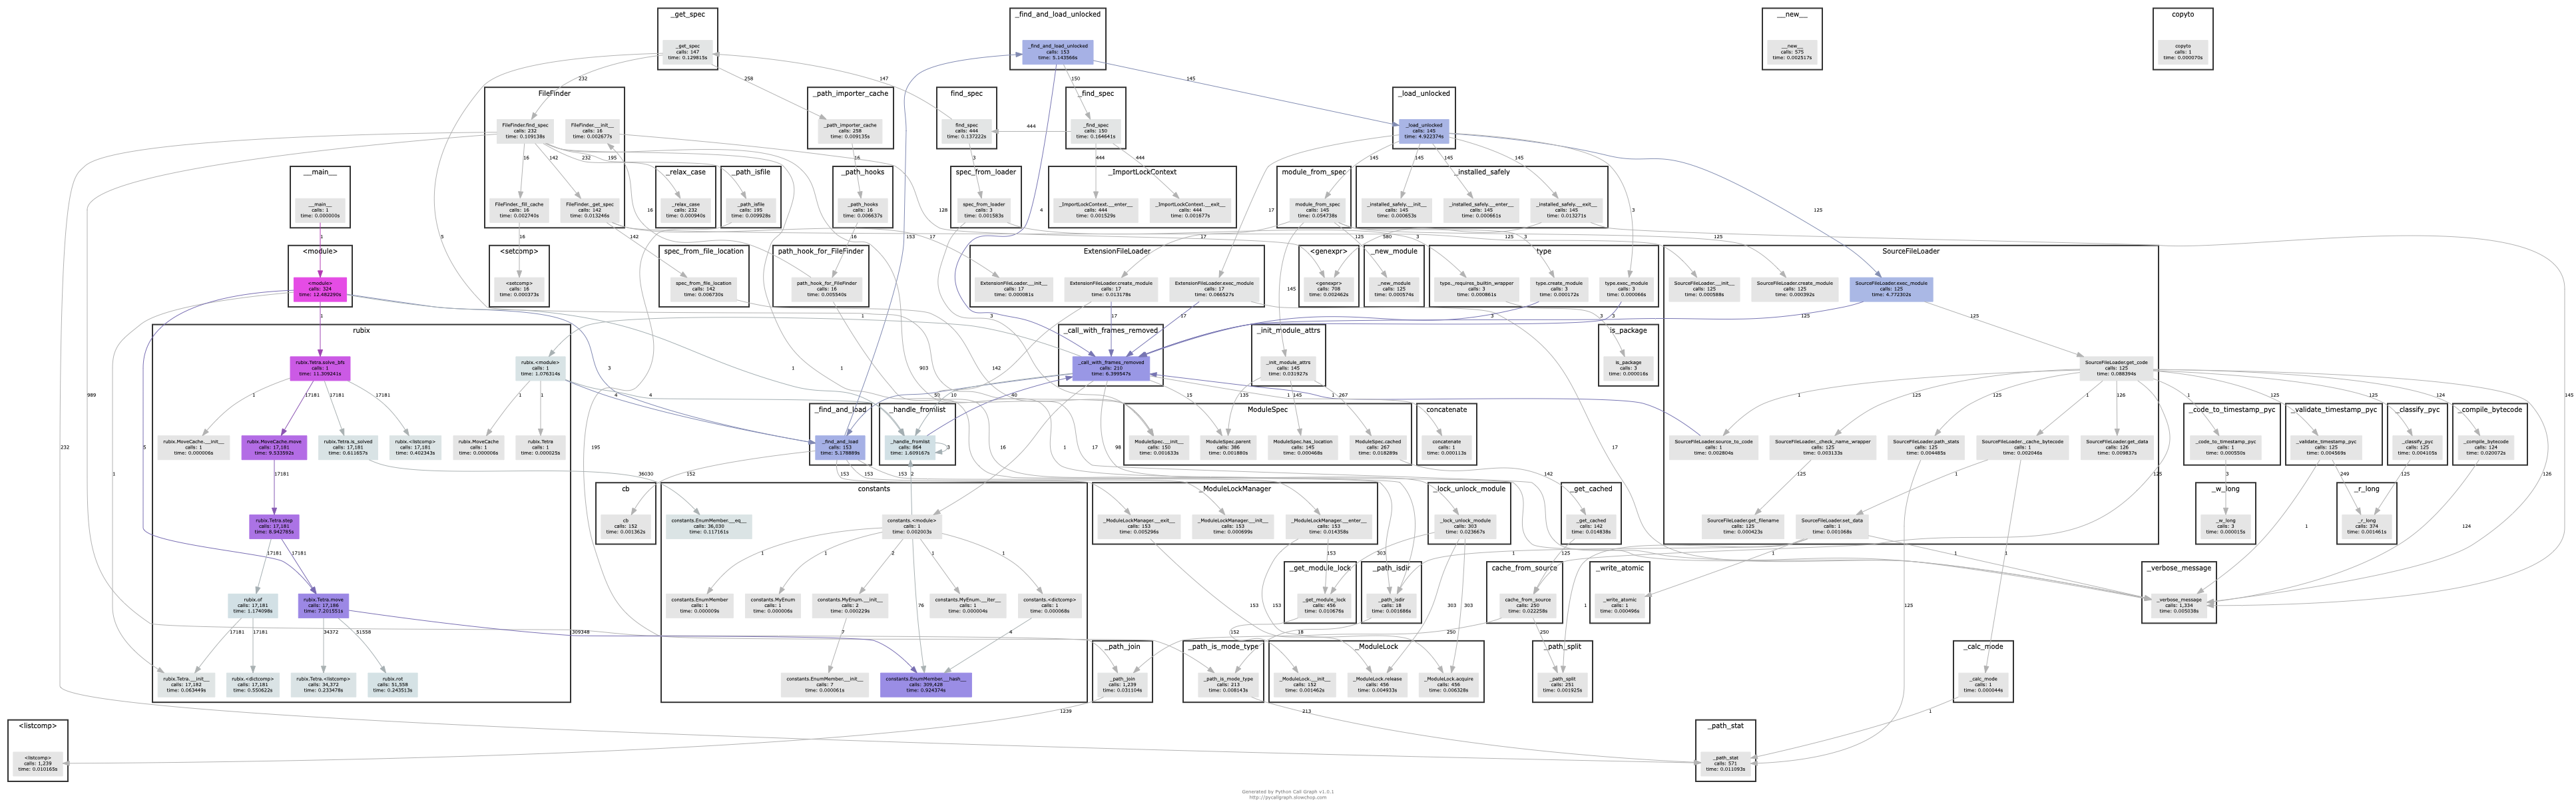 _get_spec
_get_spec
calls: 147
time: 0.129815s
_find_and_load_unlocked
_find_and_load_unlocked
calls: 153
time: 5.143566s
__new__
__new__
calls: 575
time: 0.002517s
copyto
copyto
calls: 1
time: 0.000070s
FileFinder
FileFinder.find_spec
calls: 232
time: 0.109138s
FileFinder.__init__
calls: 16
time: 0.002677s
FileFinder._fill_cache
calls: 16
time: 0.002740s
FileFinder._get_spec
calls: 142
time: 0.013246s
_path_importer_cache
_path_importer_cache
calls: 258
time: 0.009135s
find_spec
find_spec
calls: 444
time: 0.137222s
_find_spec
_find_spec
calls: 150
time: 0.164641s
_load_unlocked
_load_unlocked
calls: 145
time: 4.922374s
__main__
__main__
calls: 1
time: 0.000000s
_relax_case
_relax_case
calls: 232
time: 0.000940s
_path_isfile
_path_isfile
calls: 195
time: 0.009928s
_path_hooks
_path_hooks
calls: 16
time: 0.006637s
spec_from_loader
spec_from_loader
calls: 3
time: 0.001583s
_ImportLockContext
_ImportLockContext.__enter__
calls: 444
time: 0.001529s
_ImportLockContext.__exit__
calls: 444
time: 0.001677s
module_from_spec
module_from_spec
calls: 145
time: 0.054738s
_installed_safely
_installed_safely.__init__
calls: 145
time: 0.000653s
_installed_safely.__enter__
calls: 145
time: 0.000661s
_installed_safely.__exit__
calls: 145
time: 0.013271s
<module>
<module>
calls: 324
time: 12.482290s
<setcomp>
<setcomp>
calls: 16
time: 0.000373s
spec_from_file_location
spec_from_file_location
calls: 142
time: 0.006730s
path_hook_for_FileFinder
path_hook_for_FileFinder
calls: 16
time: 0.005540s
ExtensionFileLoader
ExtensionFileLoader.__init__
calls: 17
time: 0.000081s
ExtensionFileLoader.create_module
calls: 17
time: 0.013178s
ExtensionFileLoader.exec_module
calls: 17
time: 0.066527s
<genexpr>
<genexpr>
calls: 708
time: 0.002462s
_new_module
_new_module
calls: 125
time: 0.000574s
type
type._requires_builtin_wrapper
calls: 3
time: 0.000861s
type.create_module
calls: 3
time: 0.000172s
type.exec_module
calls: 3
time: 0.000066s
SourceFileLoader
SourceFileLoader.__init__
calls: 125
time: 0.000589s
SourceFileLoader.create_module
calls: 125
time: 0.000392s
SourceFileLoader.exec_module
calls: 125
time: 4.772302s
SourceFileLoader.get_code
calls: 125
time: 0.088394s
SourceFileLoader.source_to_code
calls: 1
time: 0.002804s
SourceFileLoader._check_name_wrapper
calls: 125
time: 0.003133s
SourceFileLoader.path_stats
calls: 125
time: 0.004485s
SourceFileLoader._cache_bytecode
calls: 1
time: 0.002046s
SourceFileLoader.get_data
calls: 126
time: 0.009837s
SourceFileLoader.get_filename
calls: 125
time: 0.000423s
SourceFileLoader.set_data
calls: 1
time: 0.001068s
rubix
rubix.Tetra.solve_bfs
calls: 1
time: 11.309241s
rubix.<module>
calls: 1
time: 1.076314s
rubix.MoveCache.__init__
calls: 1
time: 0.000006s
rubix.MoveCache.move
calls: 17,181
time: 9.533592s
rubix.Tetra.is_solved
calls: 17,181
time: 0.611657s
rubix.<listcomp>
calls: 17,181
time: 0.402343s
rubix.MoveCache
calls: 1
time: 0.000006s
rubix.Tetra
calls: 1
time: 0.000025s
rubix.Tetra.step
calls: 17,181
time: 8.942785s
rubix.of
calls: 17,181
time: 1.174098s
rubix.Tetra.move
calls: 17,186
time: 7.201551s
rubix.Tetra.__init__
calls: 17,182
time: 0.063449s
rubix.<dictcomp>
calls: 17,181
time: 0.550622s
rubix.Tetra.<listcomp>
calls: 34,372
time: 0.233478s
rubix.rot
calls: 51,558
time: 0.243513s
_call_with_frames_removed
_call_with_frames_removed
calls: 210
time: 6.399547s
_init_module_attrs
_init_module_attrs
calls: 145
time: 0.031927s
is_package
is_package
calls: 3
time: 0.000016s
_find_and_load
_find_and_load
calls: 153
time: 5.176609s
_handle_fromlist
_handle_fromlist
calls: 864
time: 1.609167s
ModuleSpec
ModuleSpec.__init__
calls: 150
time: 0.001633s
ModuleSpec.parent
calls: 386
time: 0.001880s
ModuleSpec.has_location
calls: 145
time: 0.000468s
ModuleSpec.cached
calls: 267
time: 0.018289s
concatenate
concatenate
calls: 1
time: 0.000113s
_code_to_timestamp_pyc
_code_to_timestamp_pyc
calls: 1
time: 0.000550s
_validate_timestamp_pyc
_validate_timestamp_pyc
calls: 125
time: 0.004569s
_classify_pyc
_classify_pyc
calls: 125
time: 0.004105s
_compile_bytecode
_compile_bytecode
calls: 124
time: 0.020072s
cb
cb
calls: 152
time: 0.001362s
constants
constants.EnumMember.__eq__
calls: 36,030
time: 0.117161s
constants.<module>
calls: 1
time: 0.002003s
constants.EnumMember
calls: 1
time: 0.000009s
constants.MyEnum
calls: 1
time: 0.000006s
constants.MyEnum.__init__
calls: 2
time: 0.000229s
constants.MyEnum.__iter__
calls: 1
time: 0.000004s
constants.<dictcomp>
calls: 1
time: 0.000068s
constants.EnumMember.__init__
calls: 7
time: 0.000061s
constants.EnumMember.__hash__
calls: 309,428
time: 0.924374s
_ModuleLockManager
_ModuleLockManager.__exit__
calls: 153
time: 0.005296s
_ModuleLockManager.__init__
calls: 153
time: 0.000699s
_ModuleLockManager.__enter__
calls: 153
time: 0.014358s
_lock_unlock_module
_lock_unlock_module
calls: 303
time: 0.023667s
_get_cached
_get_cached
calls: 142
time: 0.014838s
_w_long
_w_long
calls: 3
time: 0.000015s
_r_long
_r_long
calls: 374
time: 0.001461s
_get_module_lock
_get_module_lock
calls: 456
time: 0.010676s
_path_isdir
_path_isdir
calls: 18
time: 0.001686s
cache_from_source
cache_from_source
calls: 250
time: 0.022258s
_write_atomic
_write_atomic
calls: 1
time: 0.000496s
_verbose_message
_verbose_message
calls: 1,334
time: 0.005038s
_path_join
_path_join
calls: 1,239
time: 0.031104s
_path_is_mode_type
_path_is_mode_type
calls: 213
time: 0.008143s
_ModuleLock
_ModuleLock.__init__
calls: 152
time: 0.001462s
_ModuleLock.release
calls: 456
time: 0.004933s
_ModuleLock.acquire
calls: 456
time: 0.006328s
_path_split
_path_split
calls: 251
time: 0.001925s
_calc_mode
_calc_mode
calls: 1
time: 0.000044s
<listcomp>
<listcomp>
calls: 1,239
time: 0.010165s
_path_stat
_path_stat
calls: 571
time: 0.011093s
Generated by Python Call Graph v1.0.1
http://pycallgraph.slowchop.com